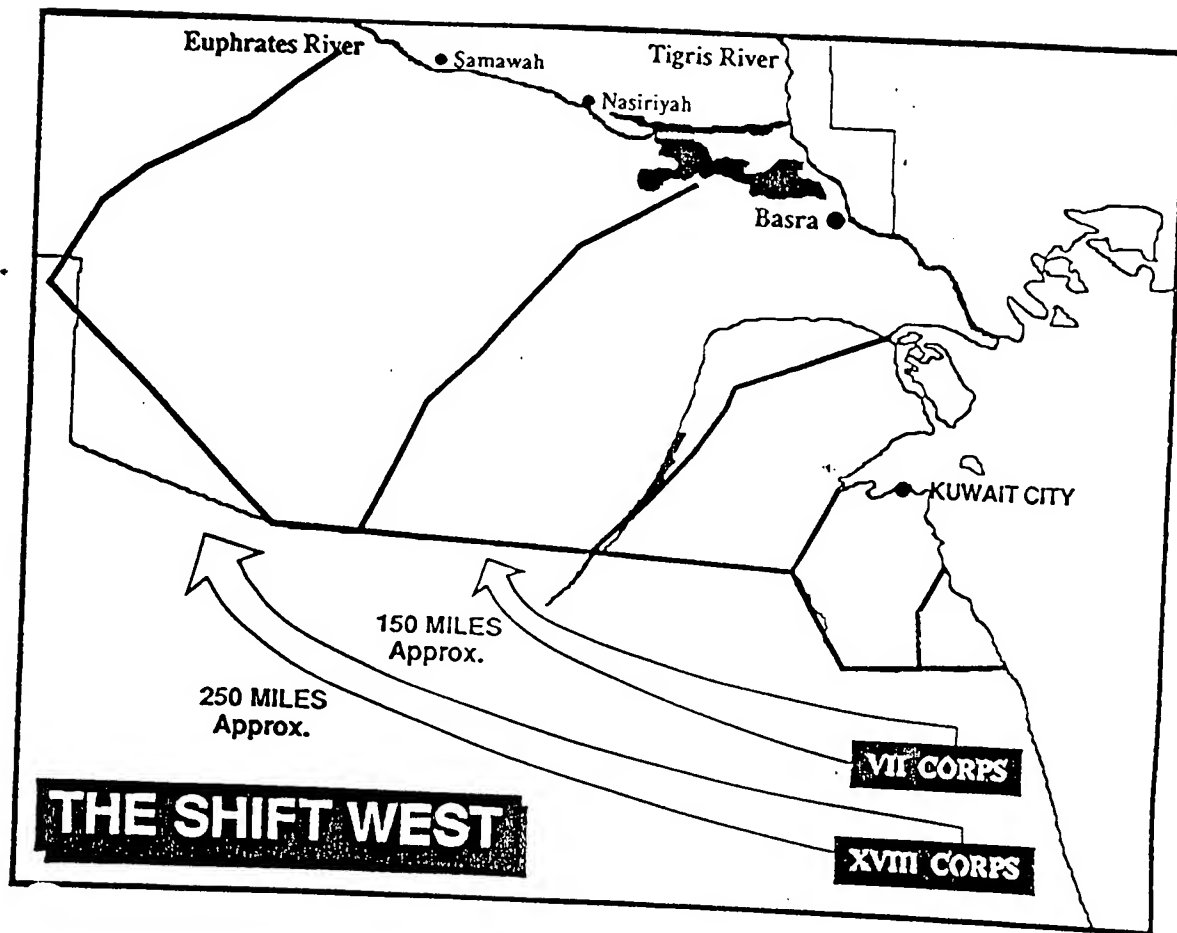 Euphrates River
Samawah
Tigris River
Nasiriyah
Basra
KUWAIT CITY
150 MILES
Approx.
250 MILES
Approx.
VII CORPS
THE SHIFT WEST
XVIII CORPS